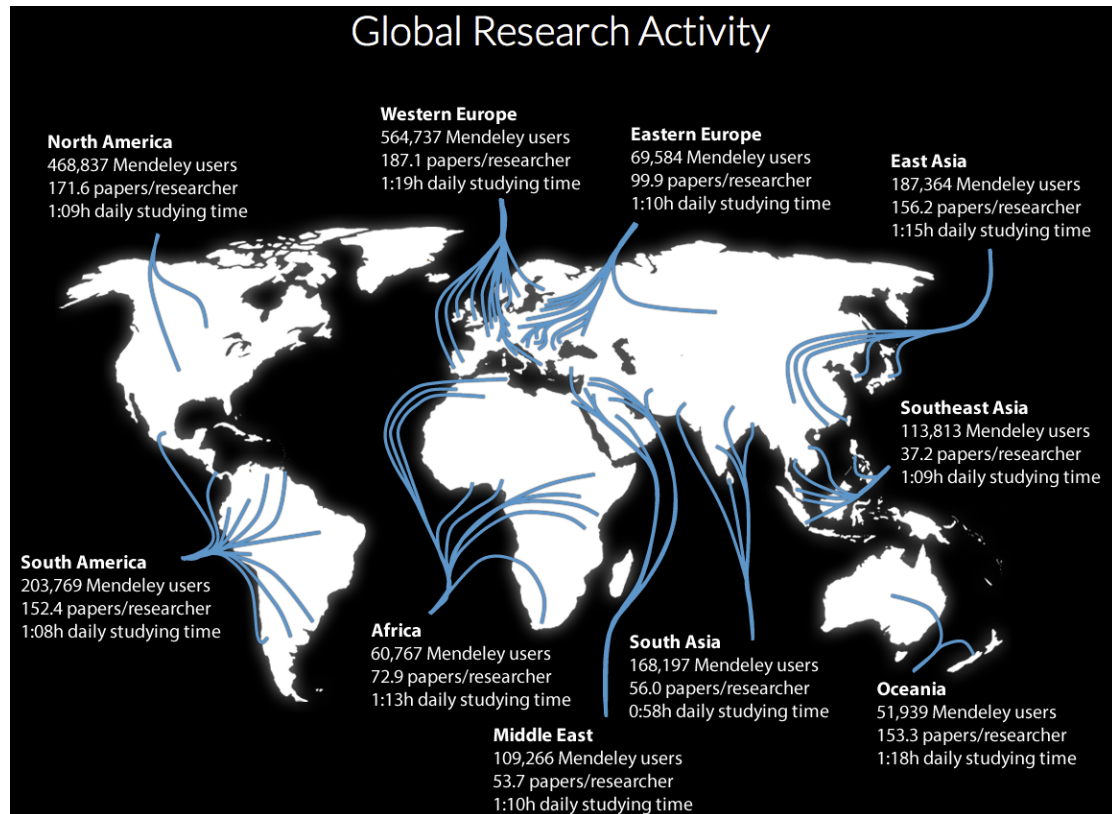 Global Research Activity
North America
468,837 Mendeley users
171.6 papers/researcher
1:09h daily studying time
Western Europe
564,737 Mendeley users
187.1 papers/researcher
1:19h daily studying time
Eastern Europe
69,584 Mendeley users
99.9 papers/researcher
1:10h daily studying time
East Asia
187,364 Mendeley users
156.2 papers/researcher
1:15h daily studying time
Southeast Asia
113,813 Mendeley users
37.2 papers/researcher
1:09h daily studying time
South America
203,769 Mendeley users
152.4 papers/researcher
1:08h daily studying time
Africa
60,767 Mendeley users
72.9 papers/researcher
1:13h daily studying time
South Asia
168,197 Mendeley users
56.0 papers/researcher
0:58h daily studying time
Oceania
51,939 Mendeley users
153.3 papers/researcher
1:18h daily studying time
Middle East
109,266 Mendeley users
53.7 papers/researcher
1:10h daily studying time